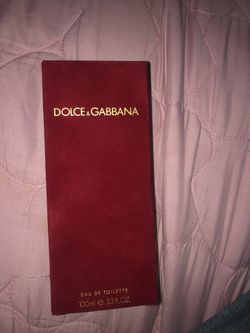 DOLCE & GABBANA
EAU DE TOILETTE
100ml ℮ 3.3 FL.OZ.